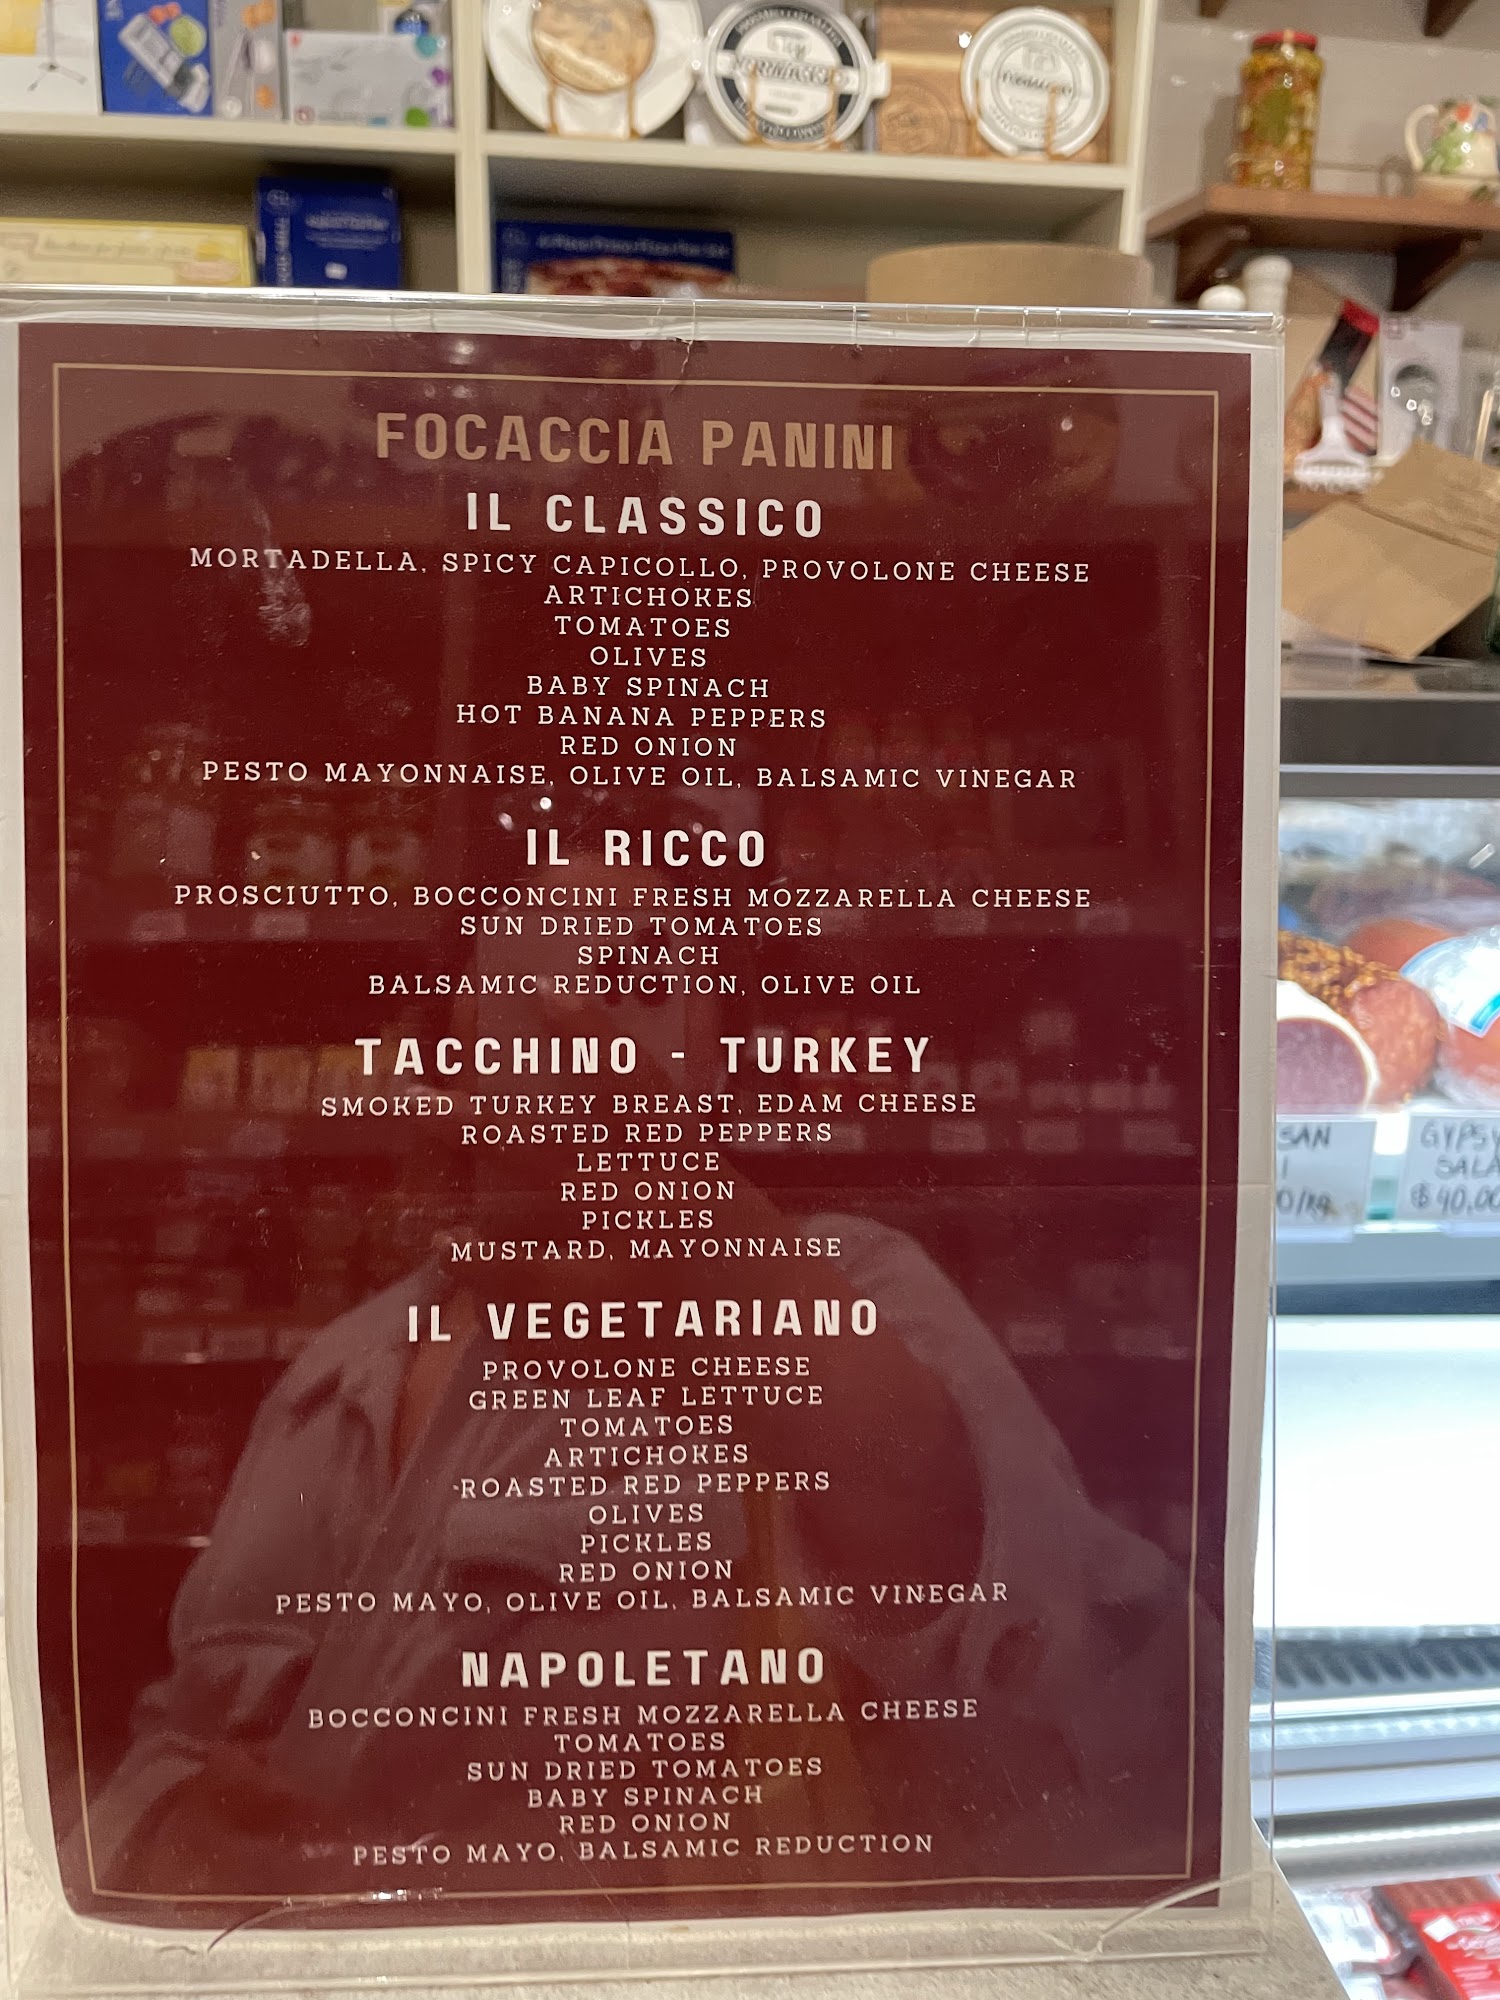 FOCACCIA PANINI
IL CLASSICO
MORTADELLA, SPICY CAPICOLLO, PROVOLONE CHEESE
ARTICHOKES
TOMATOES
OLIVES
BABY SPINACH
HOT BANANA PEPPERS
RED ONION
PESTO MAYONNAISE, OLIVE OIL, BALSAMIC VINEGAR
IL RICCO
PROSCIUTTO, BOCCONCINI FRESH MOZZARELLA CHEESE
SUN DRIED TOMATOES
SPINACH
BALSAMIC REDUCTION, OLIVE OIL
TACCHINO - TURKEY
SMOKED TURKEY BREAST, EDAM CHEESE
ROASTED RED PEPPERS
LETTUCE
RED ONION
PICKLES
MUSTARD, MAYONNAISE
IL VEGETARIANO
PROVOLONE CHEESE
GREEN LEAF LETTUCE
TOMATOES
ARTICHOKES
ROASTED RED PEPPERS
OLIVES
PICKLES
RED ONION
PESTO MAYO, OLIVE OIL, BALSAMIC VINEGAR
NAPOLETANO
BOCCONCINI FRESH MOZZARELLA CHEESE
TOMATOES
SUN DRIED TOMATOES
BABY SPINACH
RED ONION
PESTO MAYO, BALSAMIC REDUCTION
GYPSY
SALA
$40.00